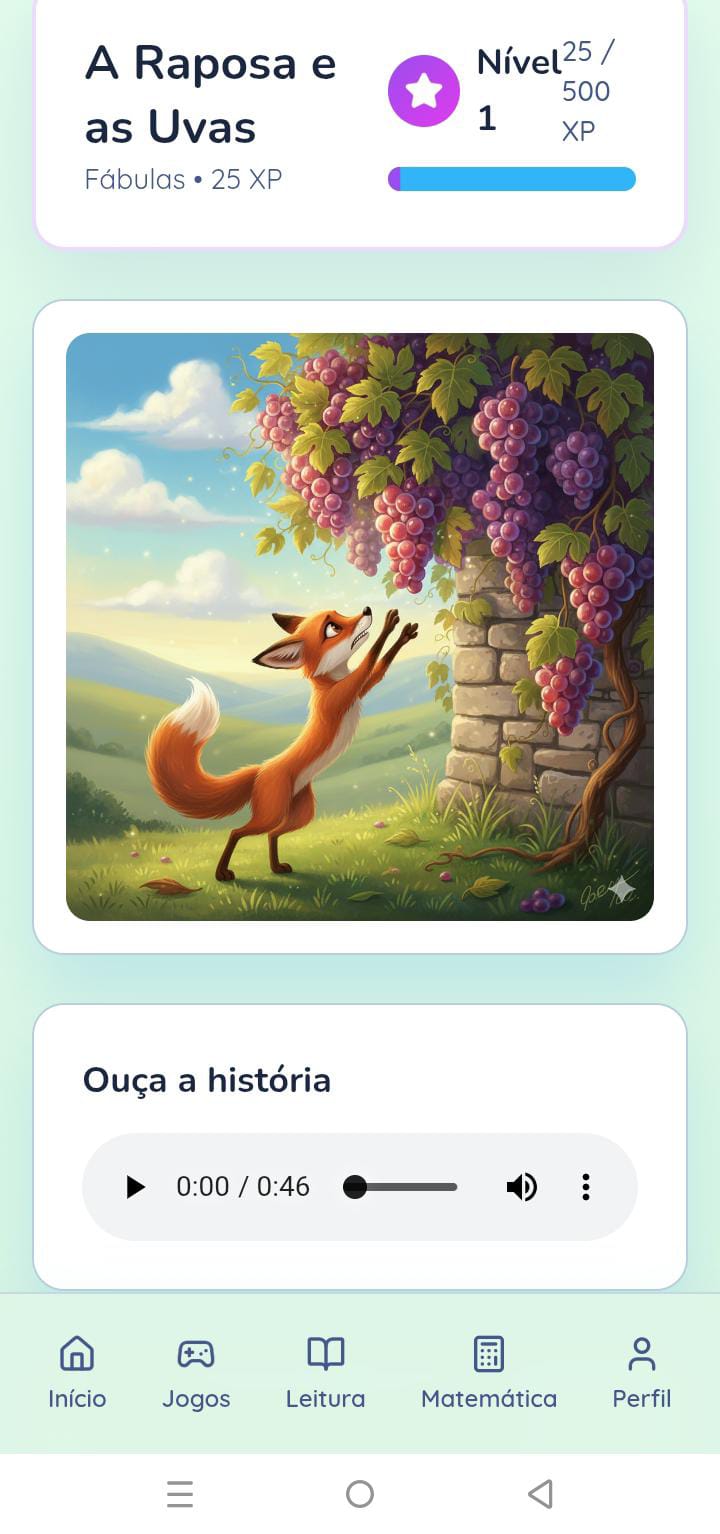 A Raposa e
as Uvas
Fábulas • 25 XP
Nível
1
25 /
500
XP
Ouça a história
0:00 / 0:46
Início
Jogos
Leitura
Matemática
Perfil